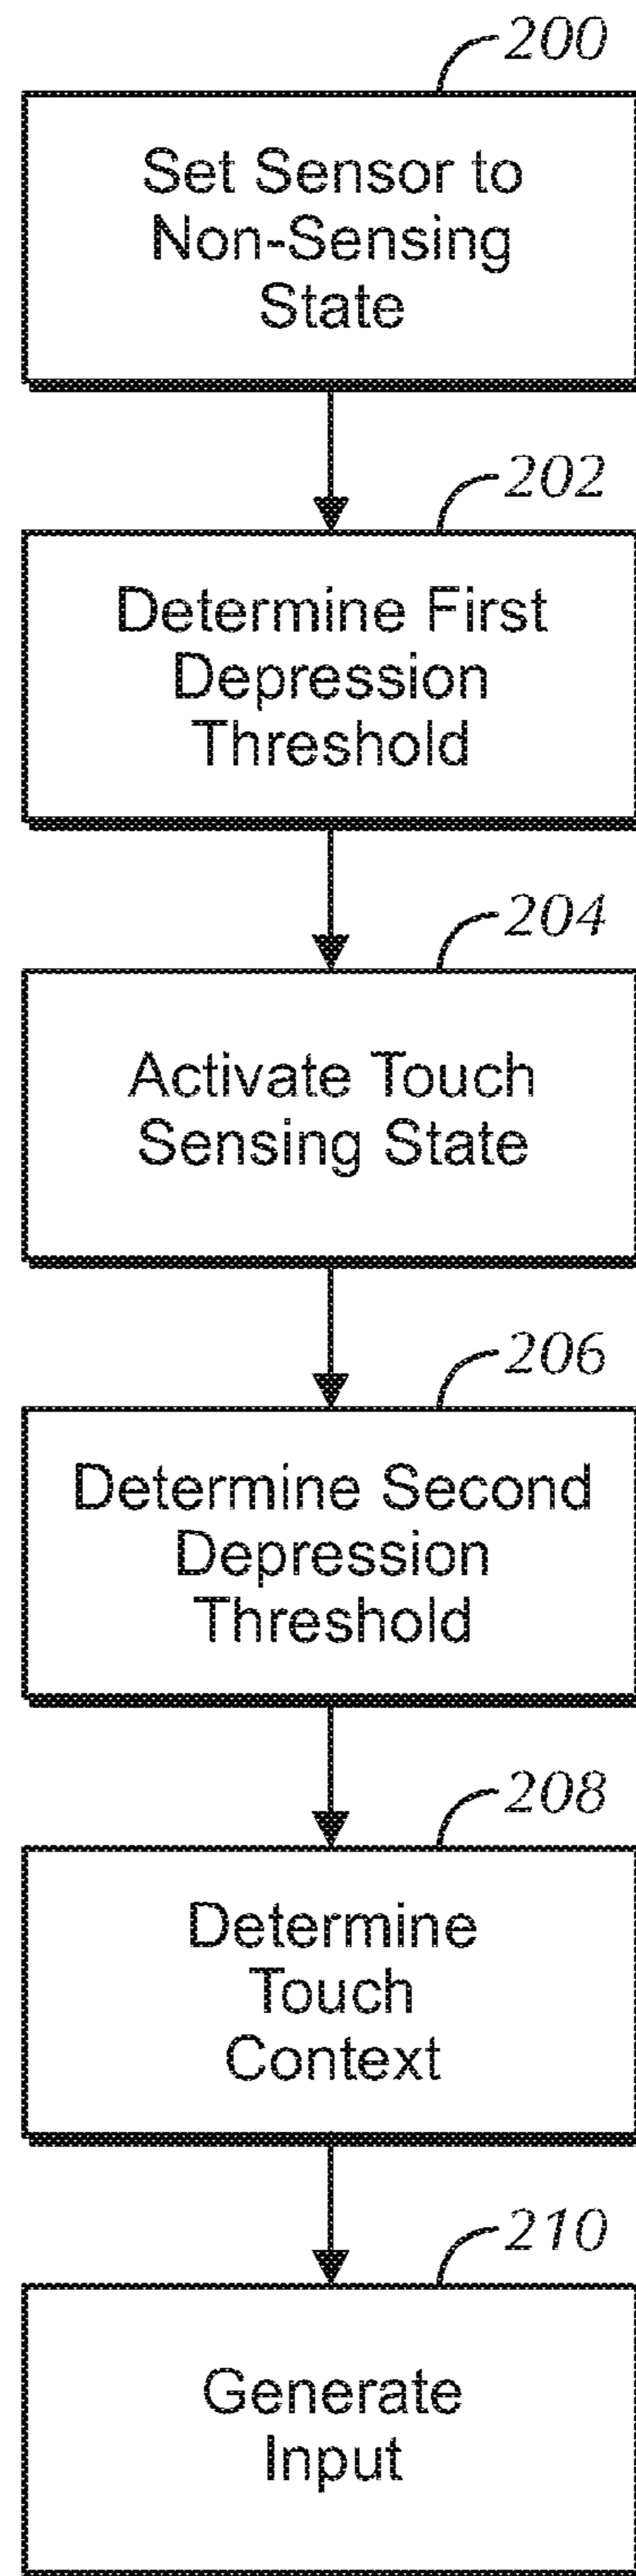 200
Set Sensor to
Non-Sensing
State
202
Determine First
Depression
Threshold
204
Activate Touch
Sensing State
206
Determine Second
Depression
Threshold
208
Determine
Touch
Context
210
Generate
Input